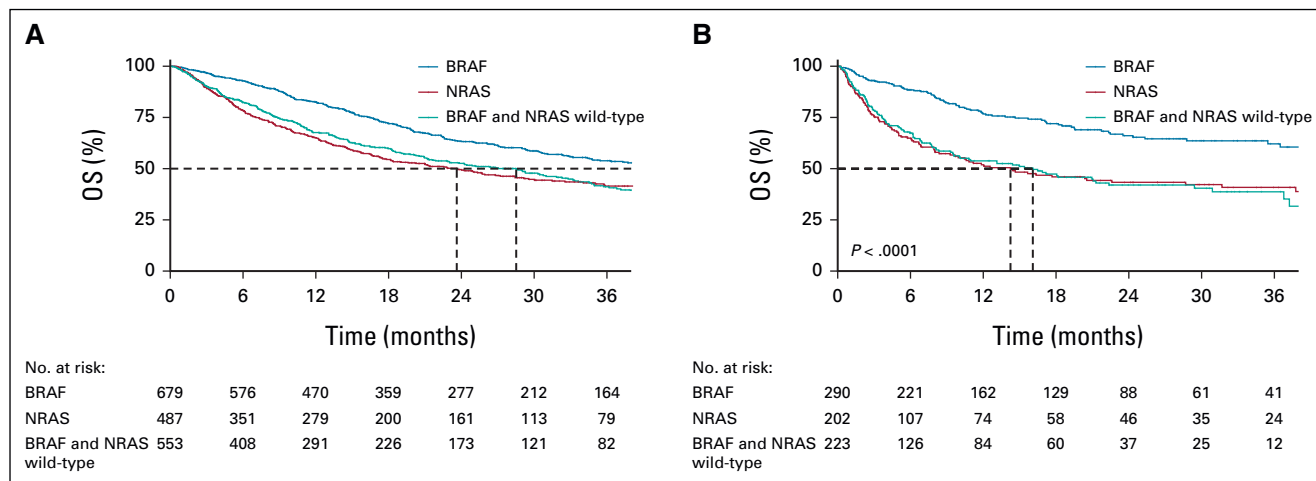 A
BRAF
NRAS
BRAF and NRAS wild-type
OS (%)
100
75
50
25
0
0 6 12 18 24 30 36
Time (months)
No. at risk:
BRAF 679 576 470 359 277 212 164
NRAS 487 351 279 200 161 113 79
BRAF and NRAS 553 408 291 226 173 121 82
wild-type
B
BRAF
NRAS
BRAF and NRAS wild-type
OS (%)
100
75
50
25
0
P < .0001
0 6 12 18 24 30 36
Time (months)
No. at risk:
BRAF 290 221 162 129 88 61 41
NRAS 202 107 74 58 46 35 24
BRAF and NRAS 223 126 84 60 37 25 12
wild-type